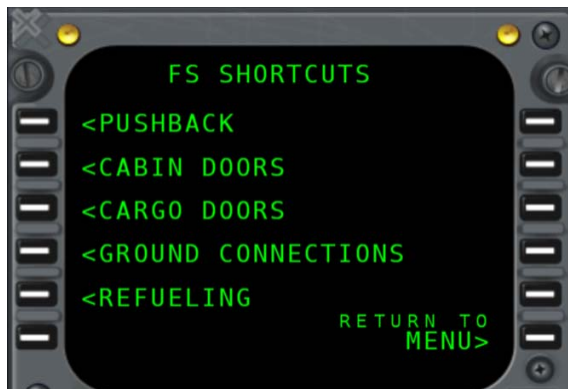 FS SHORTCUTS
<PUSHBACK
<CABIN DOORS
<CARGO DOORS
<GROUND CONNECTIONS
<REFUELING
RETURN TO
MENU>